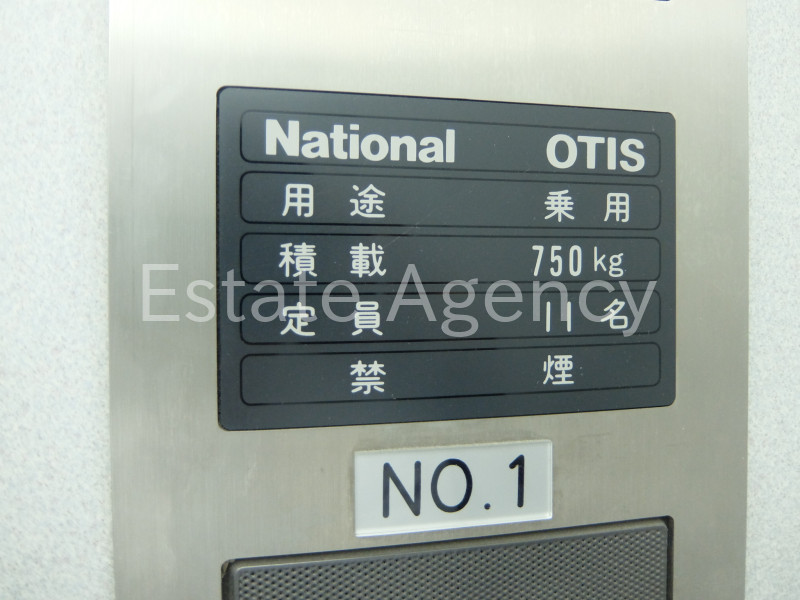 National OTIS
用途 乗用
積載 750kg
定員 11名
禁煙
Estate Agency
NO.1